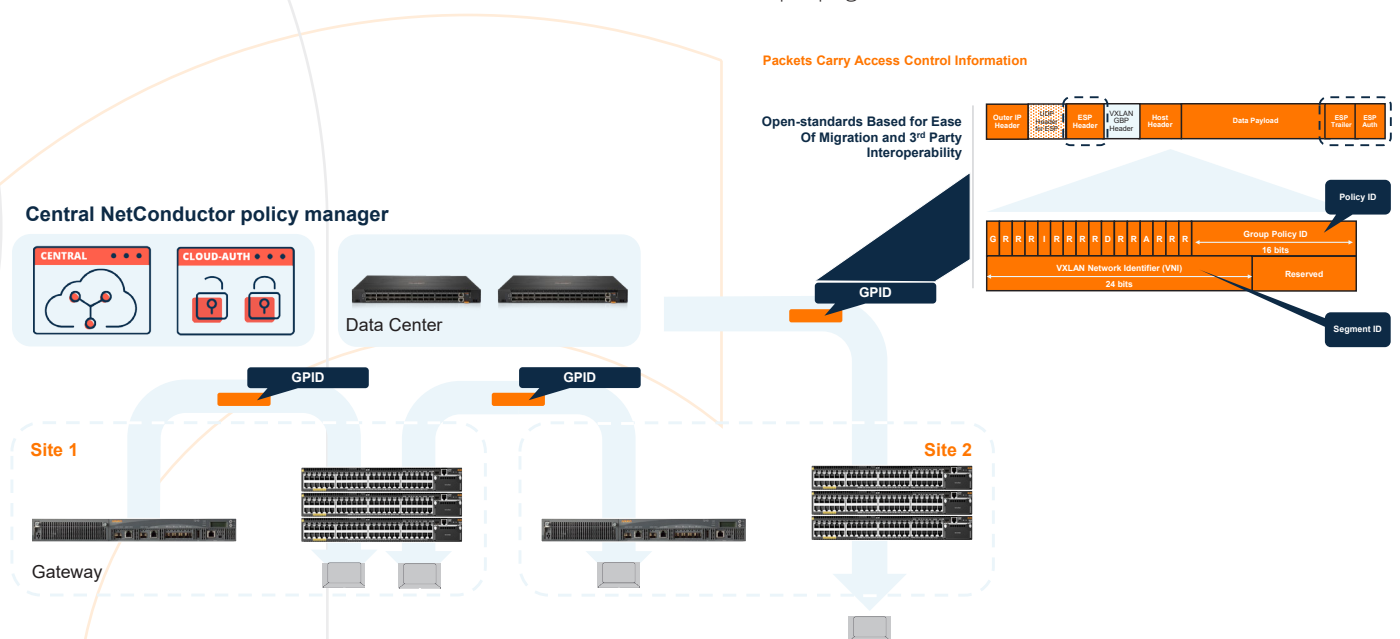 Packets Carry Access Control Information
Open-standards Based for Ease
Of Migration and 3rd Party
Interoperability
Outer IP
Header
UDP
Header
for ESP
ESP
Header
VXLAN
GBP
Header
Host
Header
Data Payload
ESP
Trailer
ESP
Auth
Policy ID
G R R R I R R R R D R R A R R R
Group Policy ID
16 bits
VXLAN Network Identifier (VNI)
24 bits
Reserved
Segment ID
Central NetConductor policy manager
CENTRAL
CLOUD-AUTH
Data Center
GPID
GPID
GPID
Site 1
Site 2
Gateway